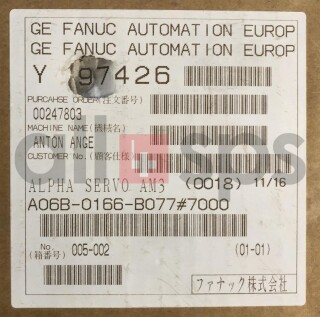 GE FANUC AUTOMATION EUROP
GE FANUC AUTOMATION EUROP
Y 97426
PURCAHSE ORDER(注文番号)
00247803
MACHINE NAME(機械名)
ANTON ANGE
CUSTOMER No.(顧客仕様)
ALPHA SERVO AM3 (0018) 11/16
A06B-0166-B077#7000
No. 005-002 (01-01)
(箱番号)
ファナック株式会社